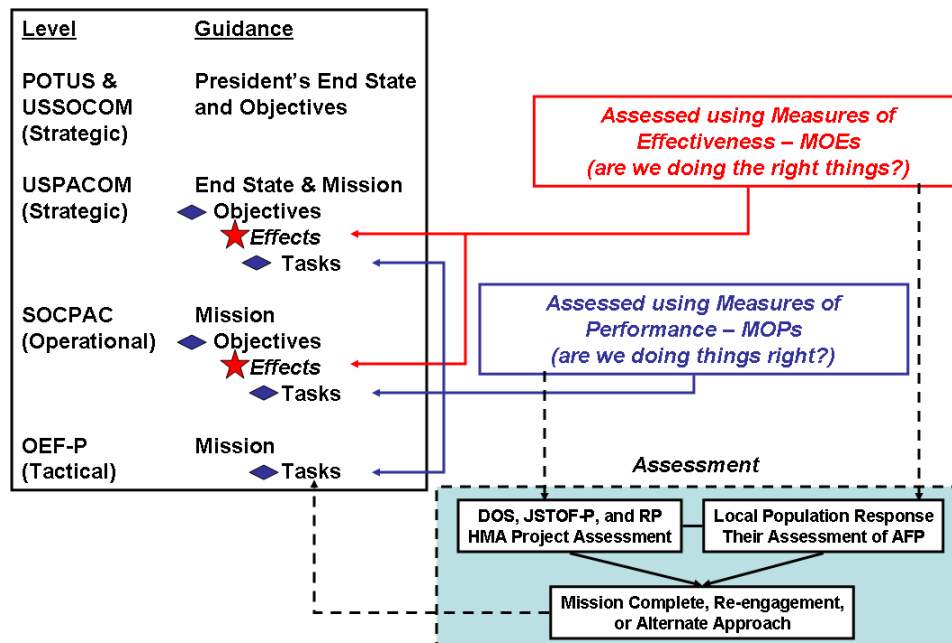 Level Guidance
POTUS & President's End State
USSOCOM and Objectives
(Strategic)
USPACOM End State & Mission
(Strategic) Objectives
Effects
Tasks
SOCPAC Mission
(Operational) Objectives
Effects
Tasks
OEF-P Mission
(Tactical) Tasks
Assessed using Measures of
Effectiveness – MOEs
(are we doing the right things?)
Assessed using Measures of
Performance – MOPs
(are we doing things right?)
Assessment
DOS, JSTOF-P, and RP
HMA Project Assessment
Local Population Response
Their Assessment of AFP
Mission Complete, Re-engagement,
or Alternate Approach